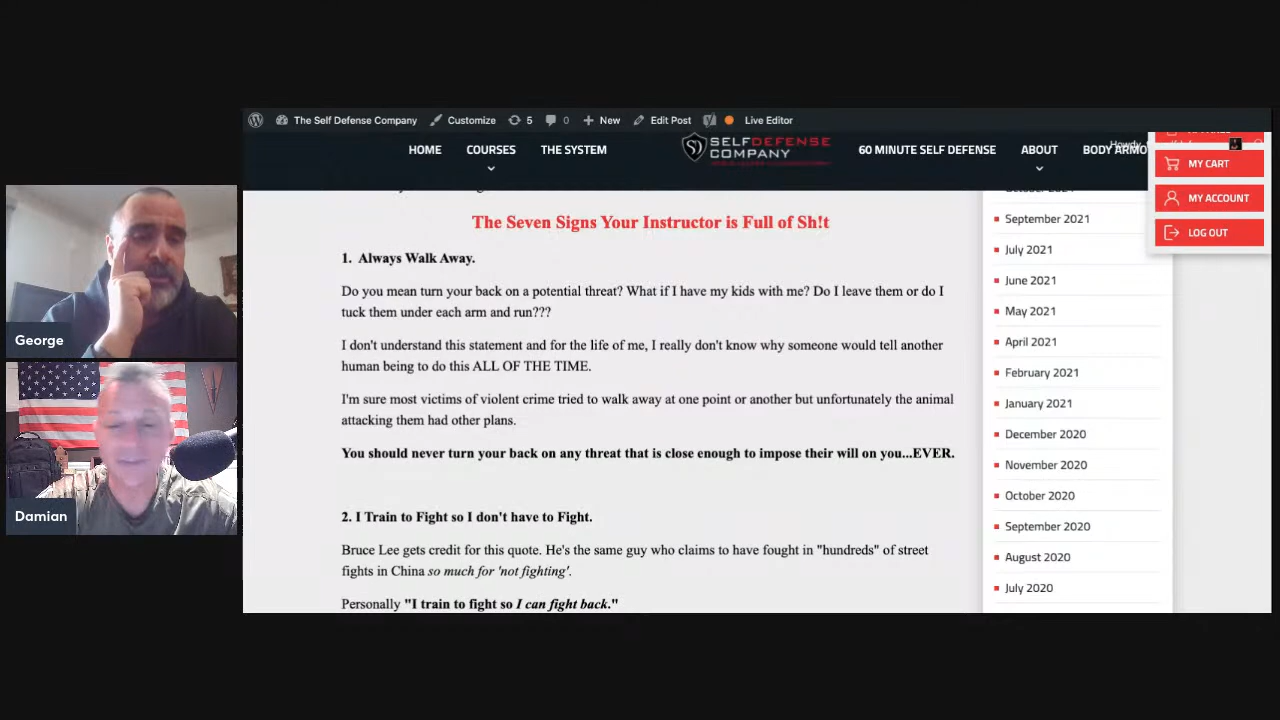 The Self Defense Company Customize 5 0 New Edit Post Live Editor
HOME COURSES THE SYSTEM SELFDEFENSE COMPANY 60 MINUTE SELF DEFENSE ABOUT BODY ARMO
MY CART
MY ACCOUNT
LOG OUT
The Seven Signs Your Instructor is Full of Sh!t
1. Always Walk Away.
Do you mean turn your back on a potential threat? What if I have my kids with me? Do I leave them or do I
tuck them under each arm and run???
I don't understand this statement and for the life of me, I really don't know why someone would tell another
human being to do this ALL OF THE TIME.
I'm sure most victims of violent crime tried to walk away at one point or another but unfortunately the animal
attacking them had other plans.
You should never turn your back on any threat that is close enough to impose their will on you...EVER.
2. I Train to Fight so I don't have to Fight.
Bruce Lee gets credit for this quote. He's the same guy who claims to have fought in "hundreds" of street
fights in China so much for 'not fighting'.
Personally "I train to fight so I can fight back."
September 2021
July 2021
June 2021
May 2021
April 2021
February 2021
January 2021
December 2020
November 2020
October 2020
September 2020
August 2020
July 2020
George
Damian